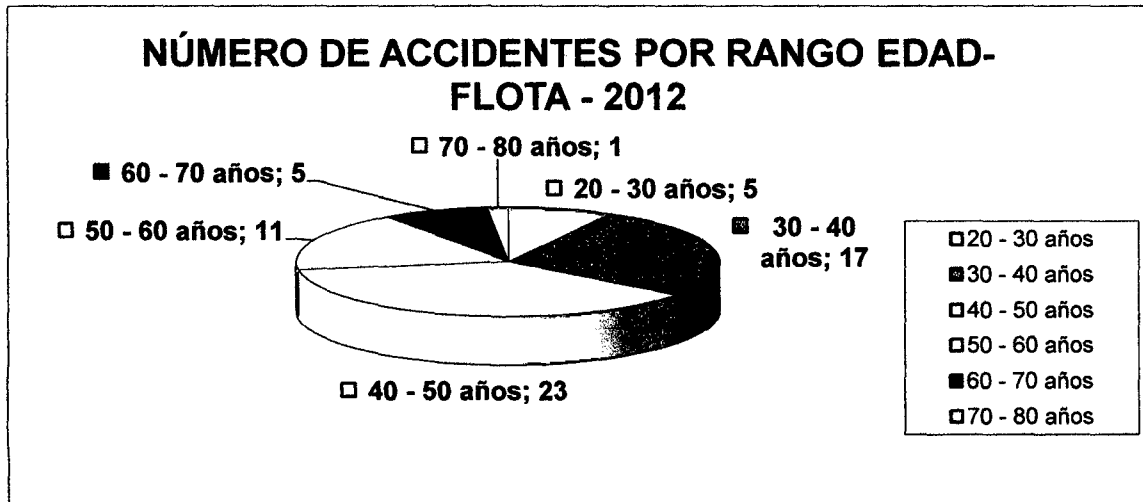 NÚMERO DE ACCIDENTES POR RANGO EDAD-
FLOTA - 2012
70 - 80 años; 1
60 - 70 años; 5
20 - 30 años; 5
50 - 60 años; 11
30 - 40
años; 17
40 - 50 años; 23
20 - 30 años
30 - 40 años
40 - 50 años
50 - 60 años
60 - 70 años
70 - 80 años